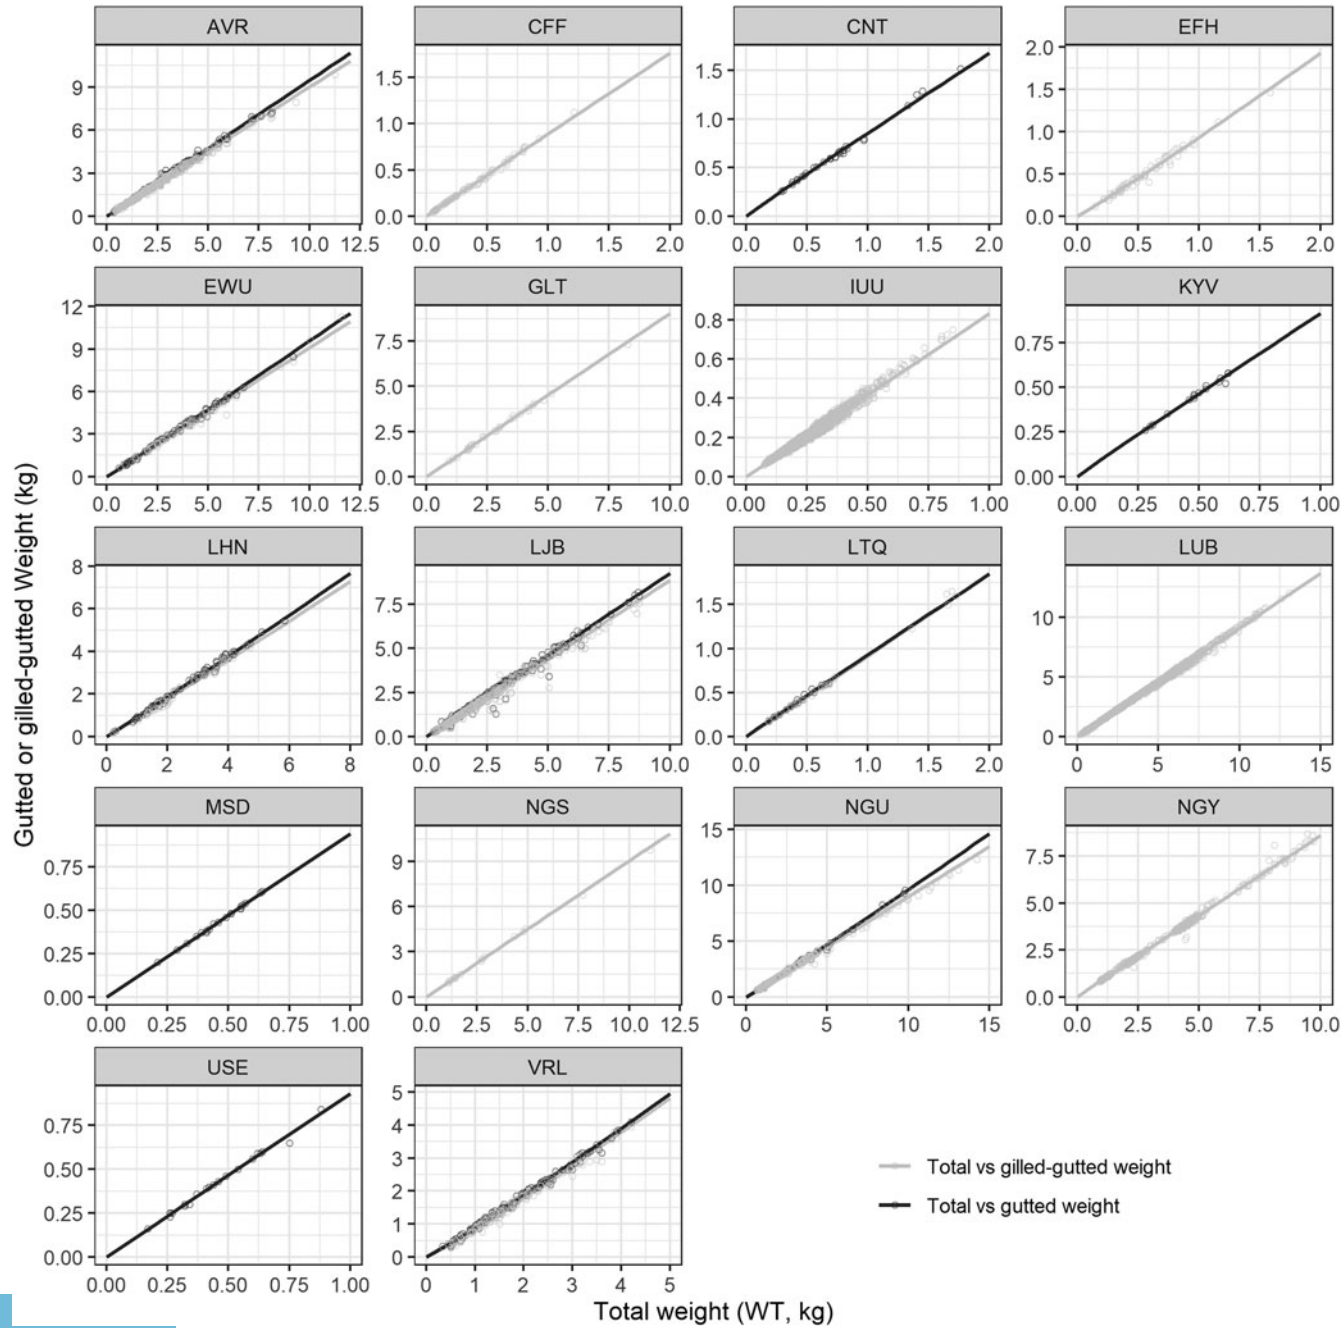 AVR CFF CNT EFH
9 1.5 1.5 2.0
6 1.0 1.0 1.5
3 0.5 0.5 1.0
0 0.0 0.0 0.5
0.0
0.0 2.5 5.0 7.5 10.0 12.5 0.0 0.5 1.0 1.5 2.0 0.0 0.5 1.0 1.5 2.0 0.0 0.5 1.0 1.5 2.0
EWU GLT IUU KYV
12 7.5 0.8 0.75
9 5.0 0.6 0.50
6 2.5 0.4 0.25
3 0.0 0.2 0.00
0 0.0
0.0 2.5 5.0 7.5 10.0 12.5 0.0 2.5 5.0 7.5 10.0 0.00 0.25 0.50 0.75 1.00 0.00 0.25 0.50 0.75 1.00
Gutted or gilled-gutted Weight (kg)
LHN LJB LTQ LUB
8 7.5 1.5 10
6 5.0 1.0 5
4 2.5 0.5 0
2 0.0 0.0
0
0 2 4 6 8 0.0 2.5 5.0 7.5 10.0 0.0 0.5 1.0 1.5 2.0 0 5 10 15
MSD NGS NGU NGY
0.75 9 15 7.5
0.50 6 10 5.0
0.25 3 5 2.5
0.00 0 0 0.0
0.00 0.25 0.50 0.75 1.00 0.0 2.5 5.0 7.5 10.0 12.5 0 5 10 15 0.0 2.5 5.0 7.5 10.0
USE VRL
0.75 5
0.50 4
0.25 3
0.00 2
1
0
0.00 0.25 0.50 0.75 1.00 0 1 2 3 4 5
Total vs gilled-gutted weight
Total vs gutted weight
Total weight (WT, kg)